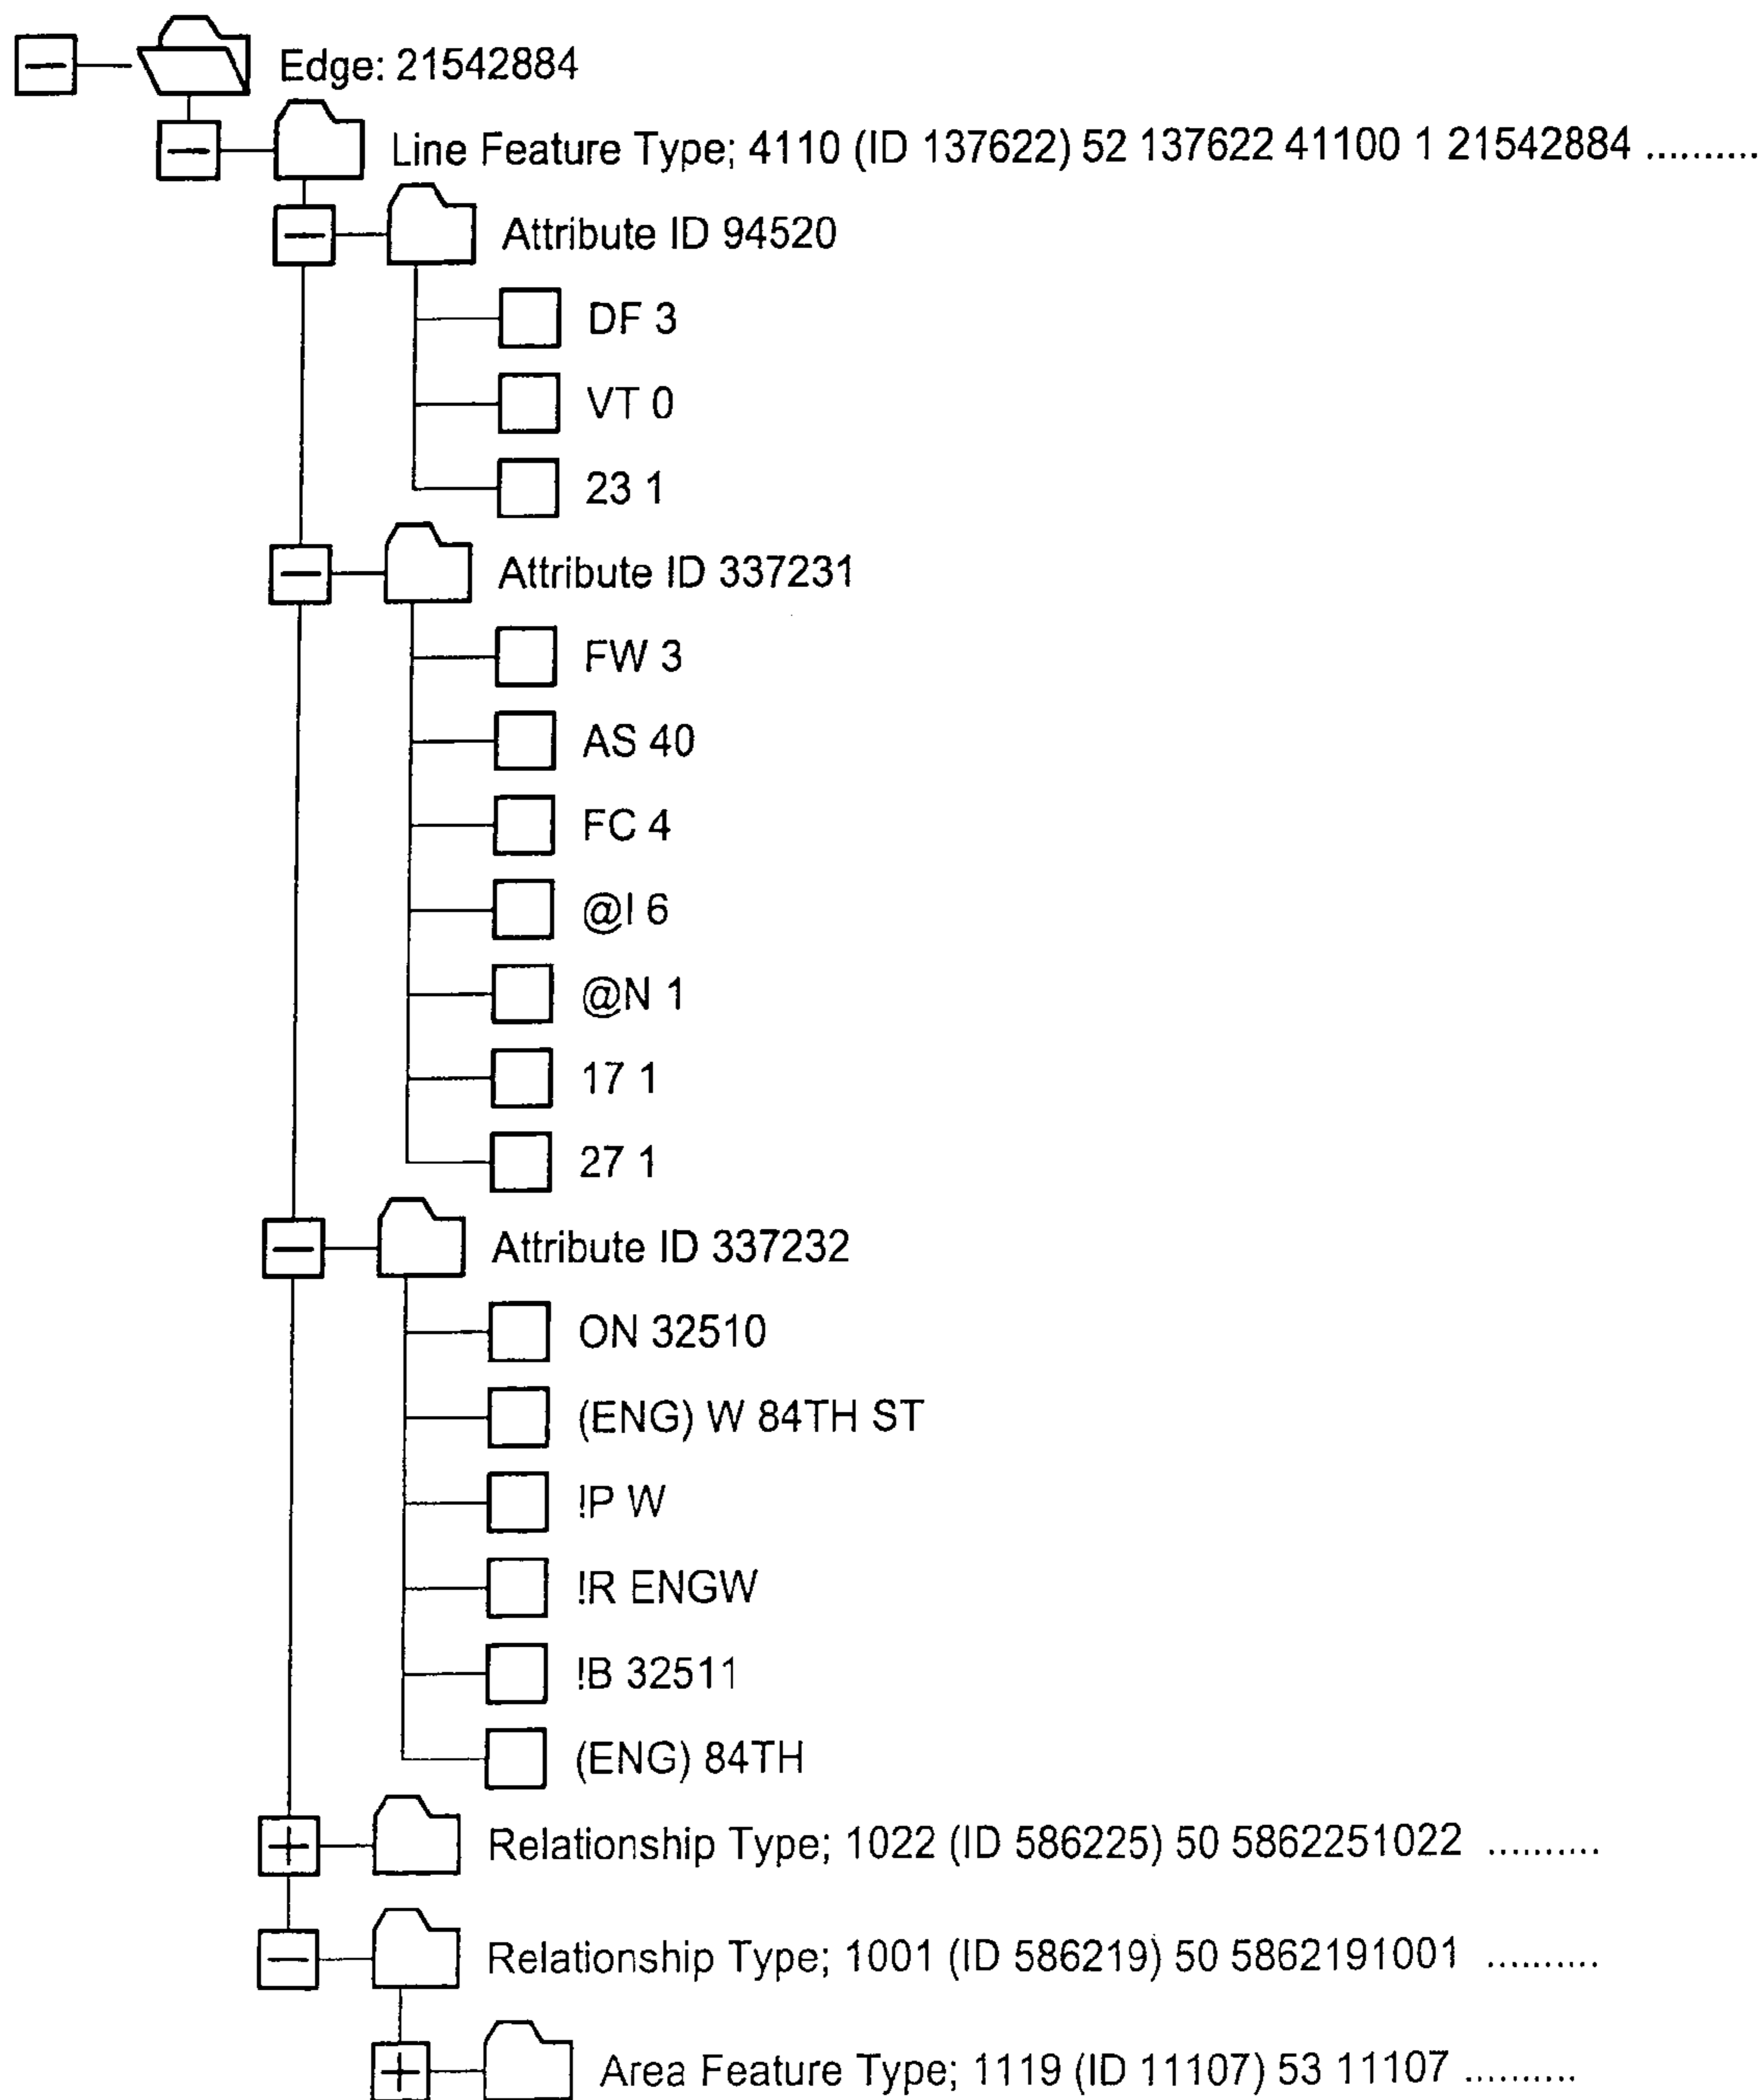 Edge: 21542884
Line Feature Type; 4110 (ID 137622) 52 137622 41100 1 21542884 ..........
Attribute ID 94520
DF 3
VT 0
23 1
Attribute ID 337231
FW 3
AS 40
FC 4
@I 6
@N 1
17 1
27 1
Attribute ID 337232
ON 32510
(ENG) W 84TH ST
!P W
!R ENGW
!B 32511
(ENG) 84TH
Relationship Type; 1022 (ID 586225) 50 5862251022 ..........
Relationship Type; 1001 (ID 586219) 50 5862191001 ..........
Area Feature Type; 1119 (ID 11107) 53 11107 ..........